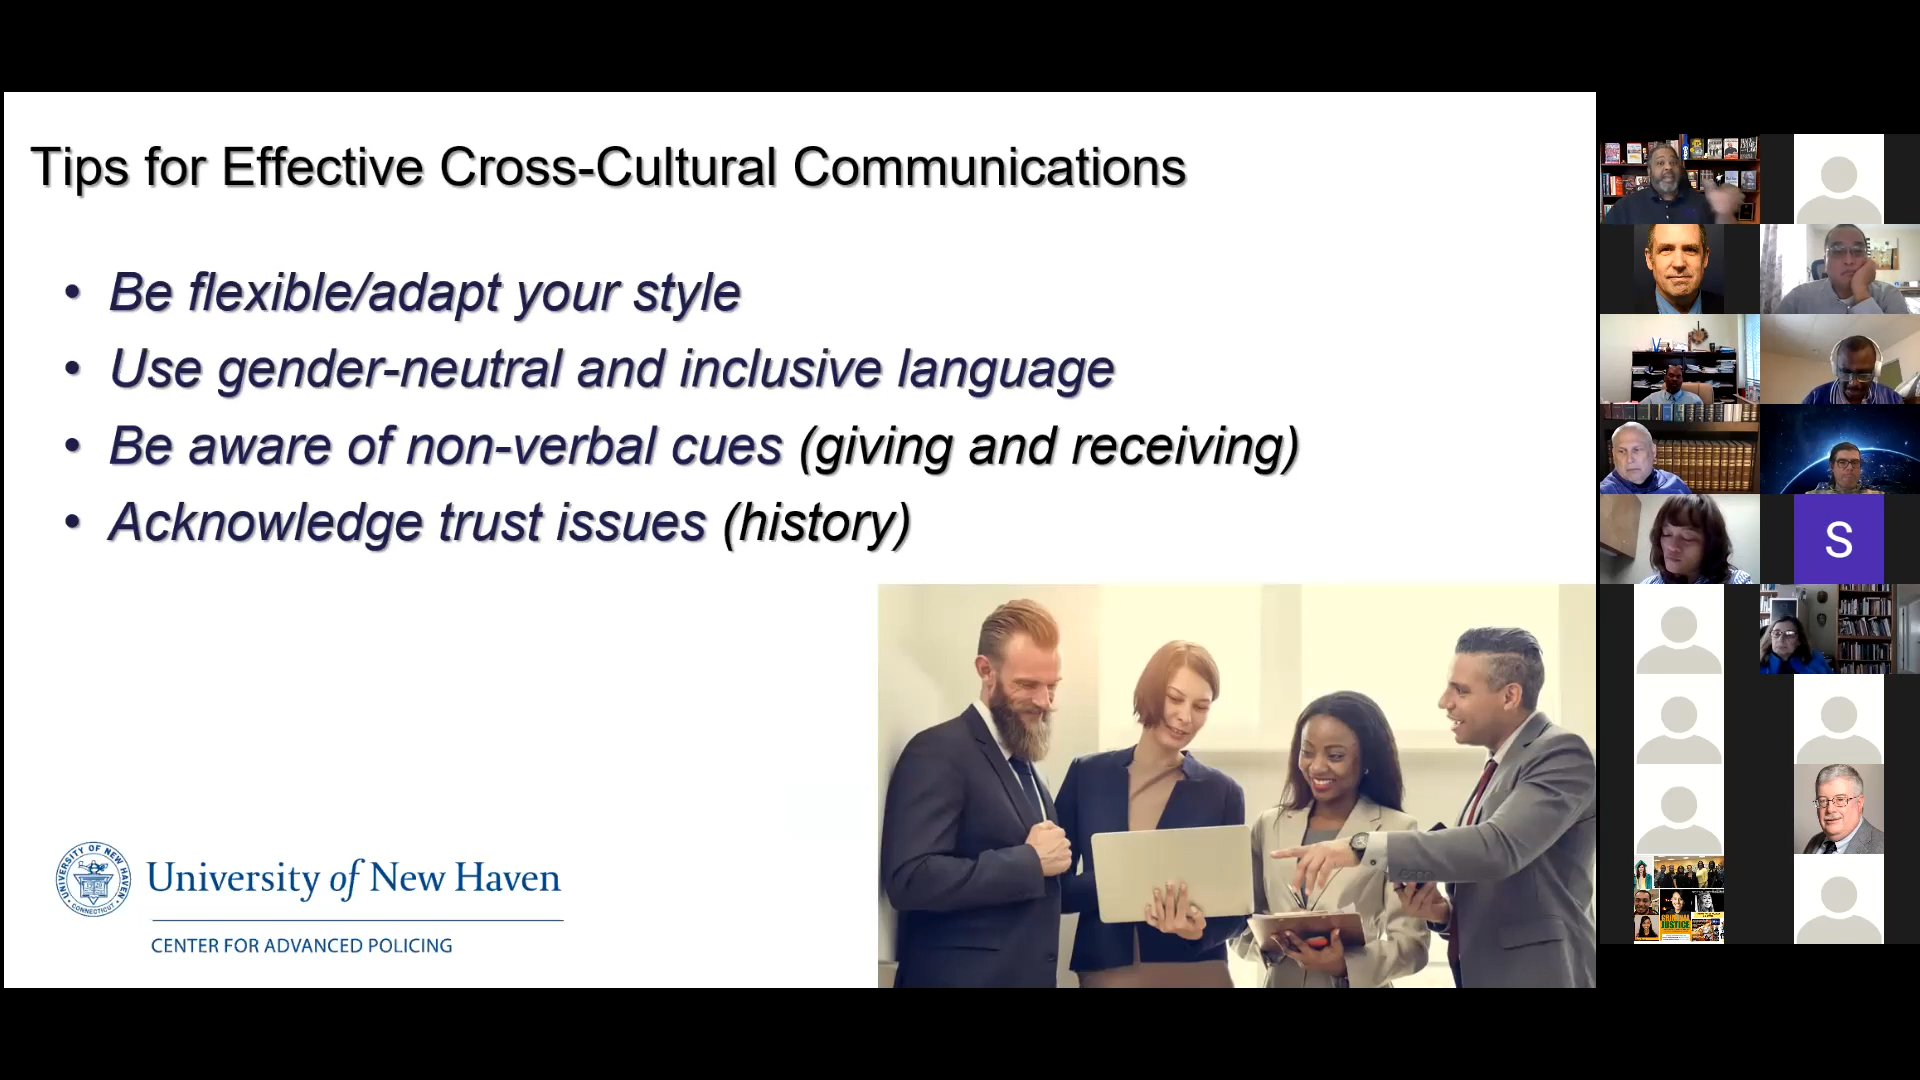 Tips for Effective Cross-Cultural Communications
• Be flexible/adapt your style
• Use gender-neutral and inclusive language
• Be aware of non-verbal cues (giving and receiving)
• Acknowledge trust issues (history)
UNIVERSITY OF NEW HAVEN
• CONNECTICUT •
University of New Haven
CENTER FOR ADVANCED POLICING
S
CRIMINAL
JUSTICE